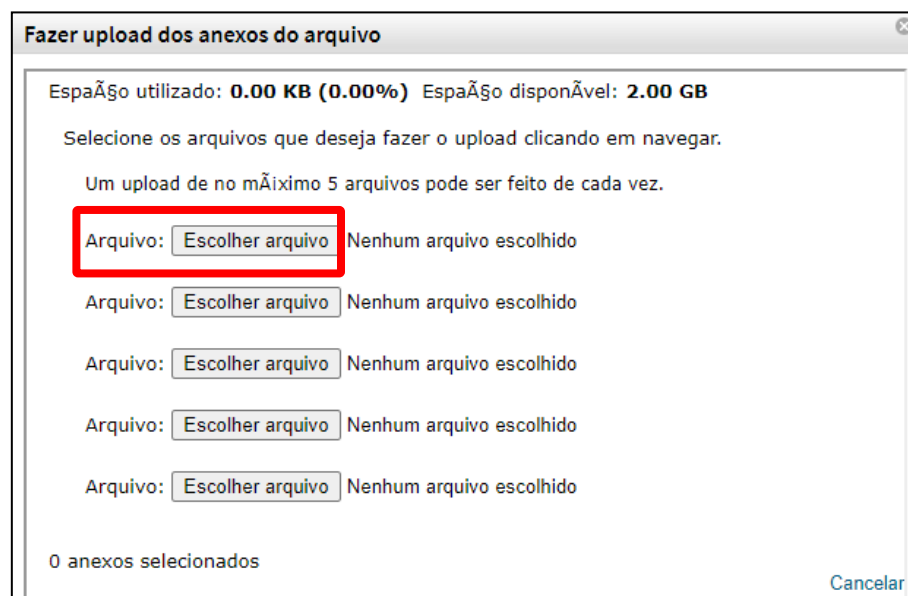 Fazer upload dos anexos do arquivo
EspaÃ§o utilizado: 0.00 KB (0.00%) EspaÃ§o disponÃvel: 2.00 GB
Selecione os arquivos que deseja fazer o upload clicando em navegar.
Um upload de no mÃ¡ximo 5 arquivos pode ser feito de cada vez.
Arquivo: Escolher arquivo Nenhum arquivo escolhido
Arquivo: Escolher arquivo Nenhum arquivo escolhido
Arquivo: Escolher arquivo Nenhum arquivo escolhido
Arquivo: Escolher arquivo Nenhum arquivo escolhido
Arquivo: Escolher arquivo Nenhum arquivo escolhido
0 anexos selecionados
Cancelar